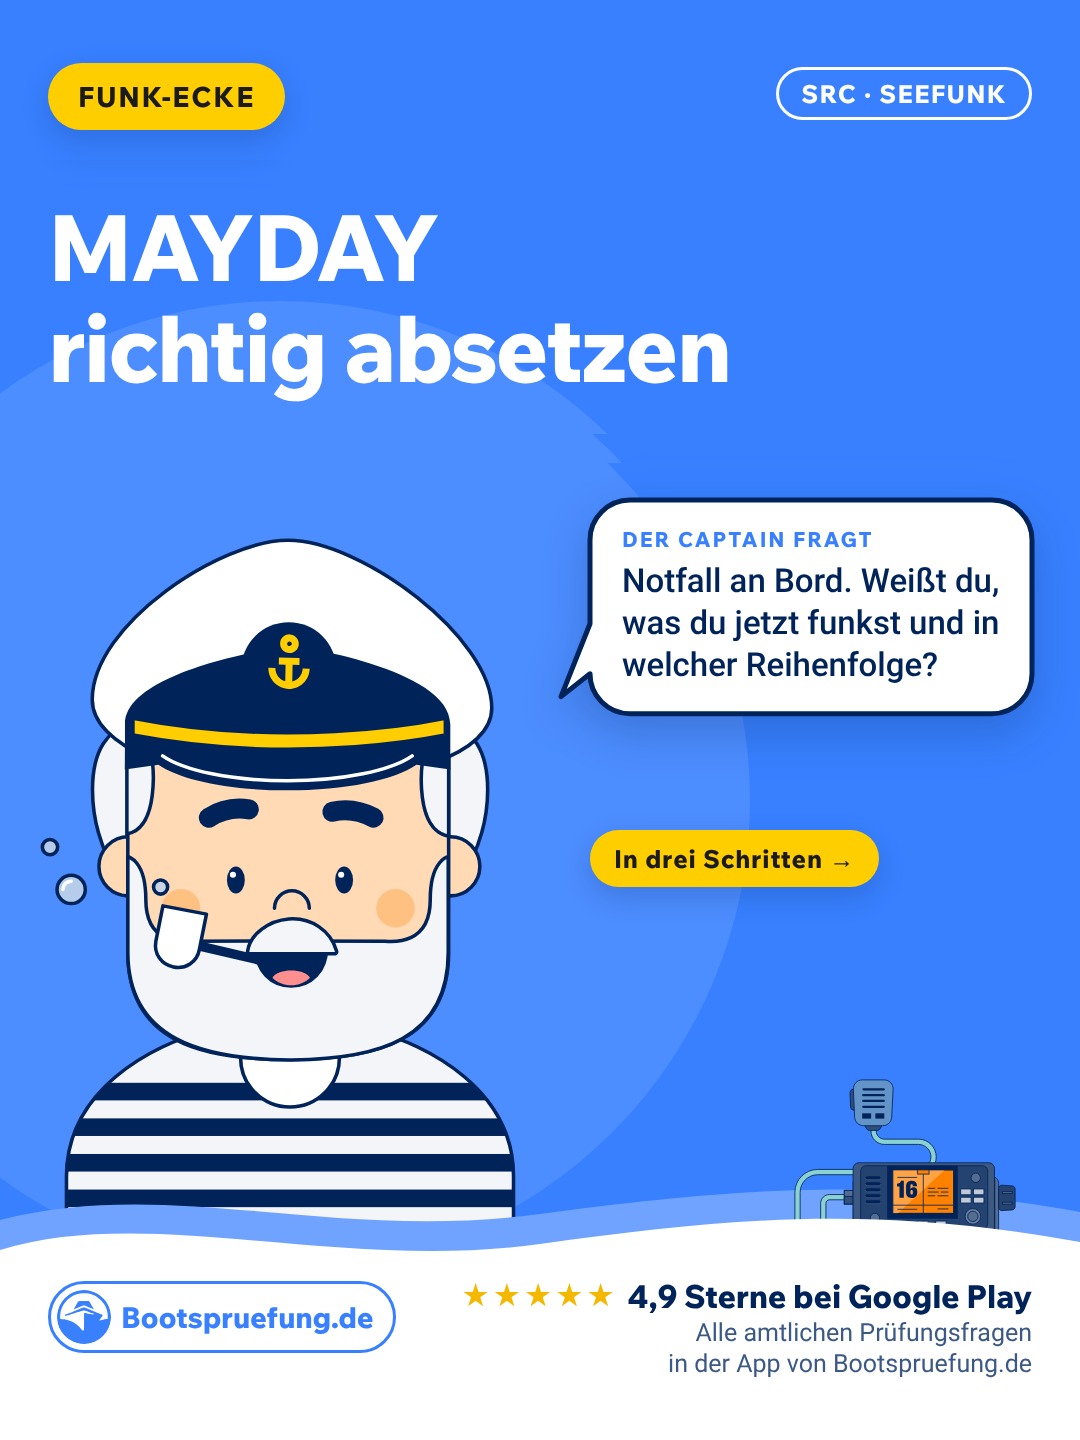 FUNK-ECKE
SRC · SEEFUNK
MAYDAY
richtig absetzen
DER CAPTAIN FRAGT
Notfall an Bord. Weißt du,
was du jetzt funkst und in
welcher Reihenfolge?
In drei Schritten →
16
Bootspruefung.de
★★★★★ 4,9 Sterne bei Google Play
Alle amtlichen Prüfungsfragen
in der App von Bootspruefung.de